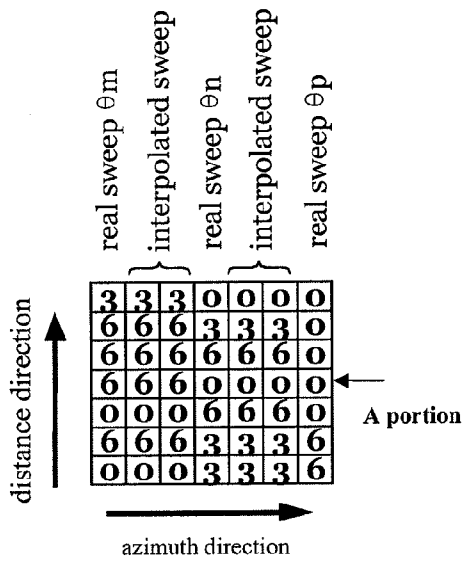 real sweep θm
interpolated sweep
real sweep θn
interpolated sweep
real sweep θp
3 3 3 0 0 0 0
6 6 6 3 3 3 0
6 6 6 6 6 6 0
6 6 6 0 0 0 0
0 0 0 6 6 6 0
6 6 6 3 3 3 6
0 0 0 3 3 3 6
distance direction
A portion
azimuth direction